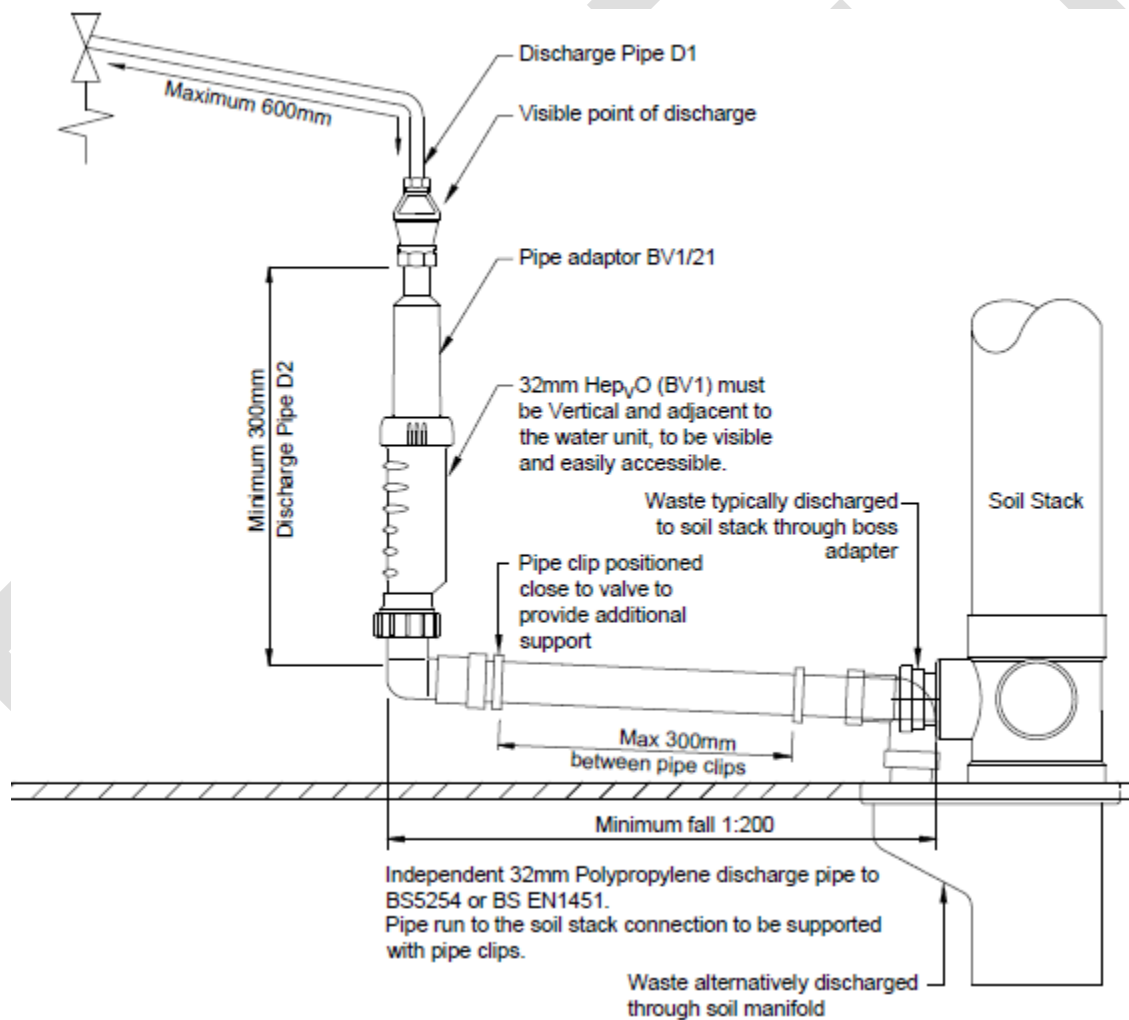 Discharge Pipe D1
Maximum 600mm
Visible point of discharge
Pipe adaptor BV1/21
Minimum 300mm
Discharge Pipe D2
32mm HepVO (BV1) must
be Vertical and adjacent to
the water unit, to be visible
and easily accessible.
Waste typically discharged
to soil stack through boss
adapter
Soil Stack
Pipe clip positioned
close to valve to
provide additional
support
Max 300mm
between pipe clips
Minimum fall 1:200
Independent 32mm Polypropylene discharge pipe to
BS5254 or BS EN1451.
Pipe run to the soil stack connection to be supported
with pipe clips.
Waste alternatively discharged
through soil manifold